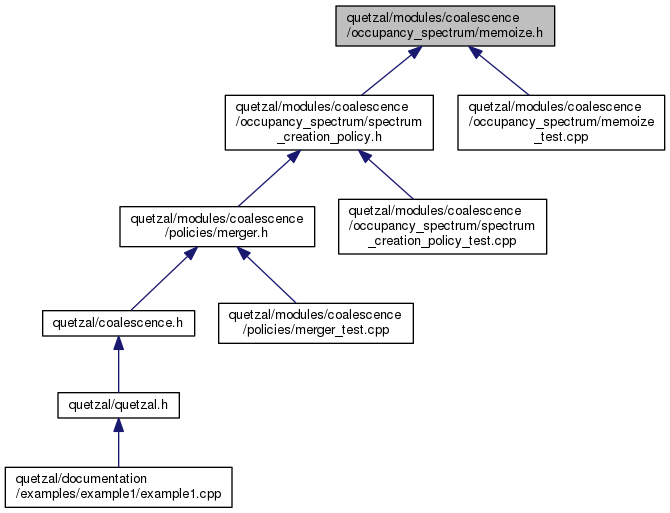 quetzal/modules/coalescence
/occupancy_spectrum/memoize.h
quetzal/modules/coalescence
/occupancy_spectrum/spectrum
_creation_policy.h
quetzal/modules/coalescence
/occupancy_spectrum/memoize
_test.cpp
quetzal/modules/coalescence
/policies/merger.h
quetzal/modules/coalescence
/occupancy_spectrum/spectrum
_creation_policy_test.cpp
quetzal/coalescence.h
quetzal/modules/coalescence
/policies/merger_test.cpp
quetzal/quetzal.h
quetzal/documentation
/examples/example1/example1.cpp